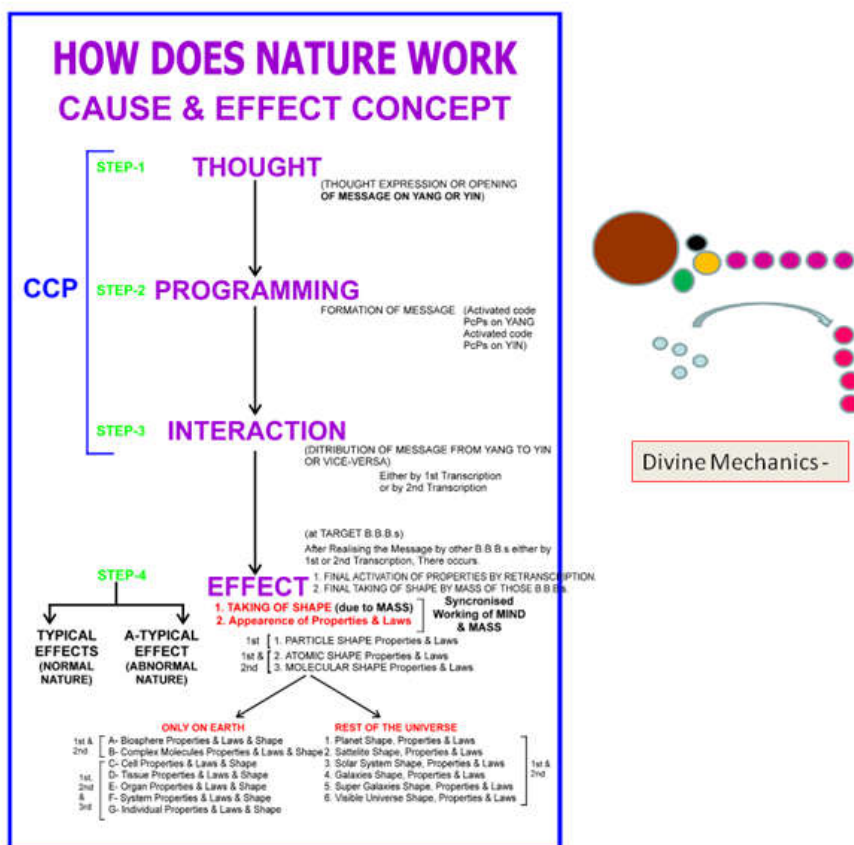 HOW DOES NATURE WORK
CAUSE & EFFECT CONCEPT
CCP
STEP-1
THOUGHT
(THOUGHT EXPRESSION OR OPENING
OF MESSAGE ON YANG OR YIN)
STEP-2
PROGRAMMING
FORMATION OF MESSAGE (Activated code
PcPs on YANG
Activated code
PcPs on YIN)
STEP-3
INTERACTION
(DITRIBUTION OF MESSAGE FROM YANG TO YIN
OR VICE-VERSA)
Either by 1st Transcription
or by 2nd Transcription
(at TARGET B.B.B.s)
After Realising the Message by other B.B.B.s either by
1st or 2nd Transcription, There occurs.
STEP-4
EFFECT
1. FINAL ACTIVATION OF PROPERTIES BY RETRANSCRIPTION.
2. FINAL TAKING OF SHAPE BY MASS OF THOSE B.B.B's.
1. TAKING OF SHAPE (due to MASS)
2. Appearence of Properties & Laws
Syncronised
Working of MIND
& MASS
TYPICAL
EFFECTS
(NORMAL
NATURE)
A-TYPICAL
EFFECT
(ABNORMAL
NATURE)
1st
1. PARTICLE SHAPE Properties & Laws
1st &
2nd
2. ATOMIC SHAPE Properties & Laws
3. MOLECULAR SHAPE Properties & Laws
ONLY ON EARTH
1st &
2nd
A- Biosphere Properties & Laws & Shape
B- Complex Molecules Properties & Laws & Shape
1st,
2nd
&
3rd
C- Cell Properties & Laws & Shape
D- Tissue Properties & Laws & Shape
E- Organ Properties & Laws & Shape
F- System Properties & Laws & Shape
G- Individual Properties & Laws & Shape
REST OF THE UNIVERSE
1. Planet Shape, Properties & Laws
2. Sattelite Shape, Properties & Laws
3. Solar System Shape, Properties & Laws
4. Galaxies Shape, Properties & Laws
5. Super Galaxies Shape, Properties & Laws
6. Visible Universe Shape, Properties & Laws
1st &
2nd
Divine Mechanics -